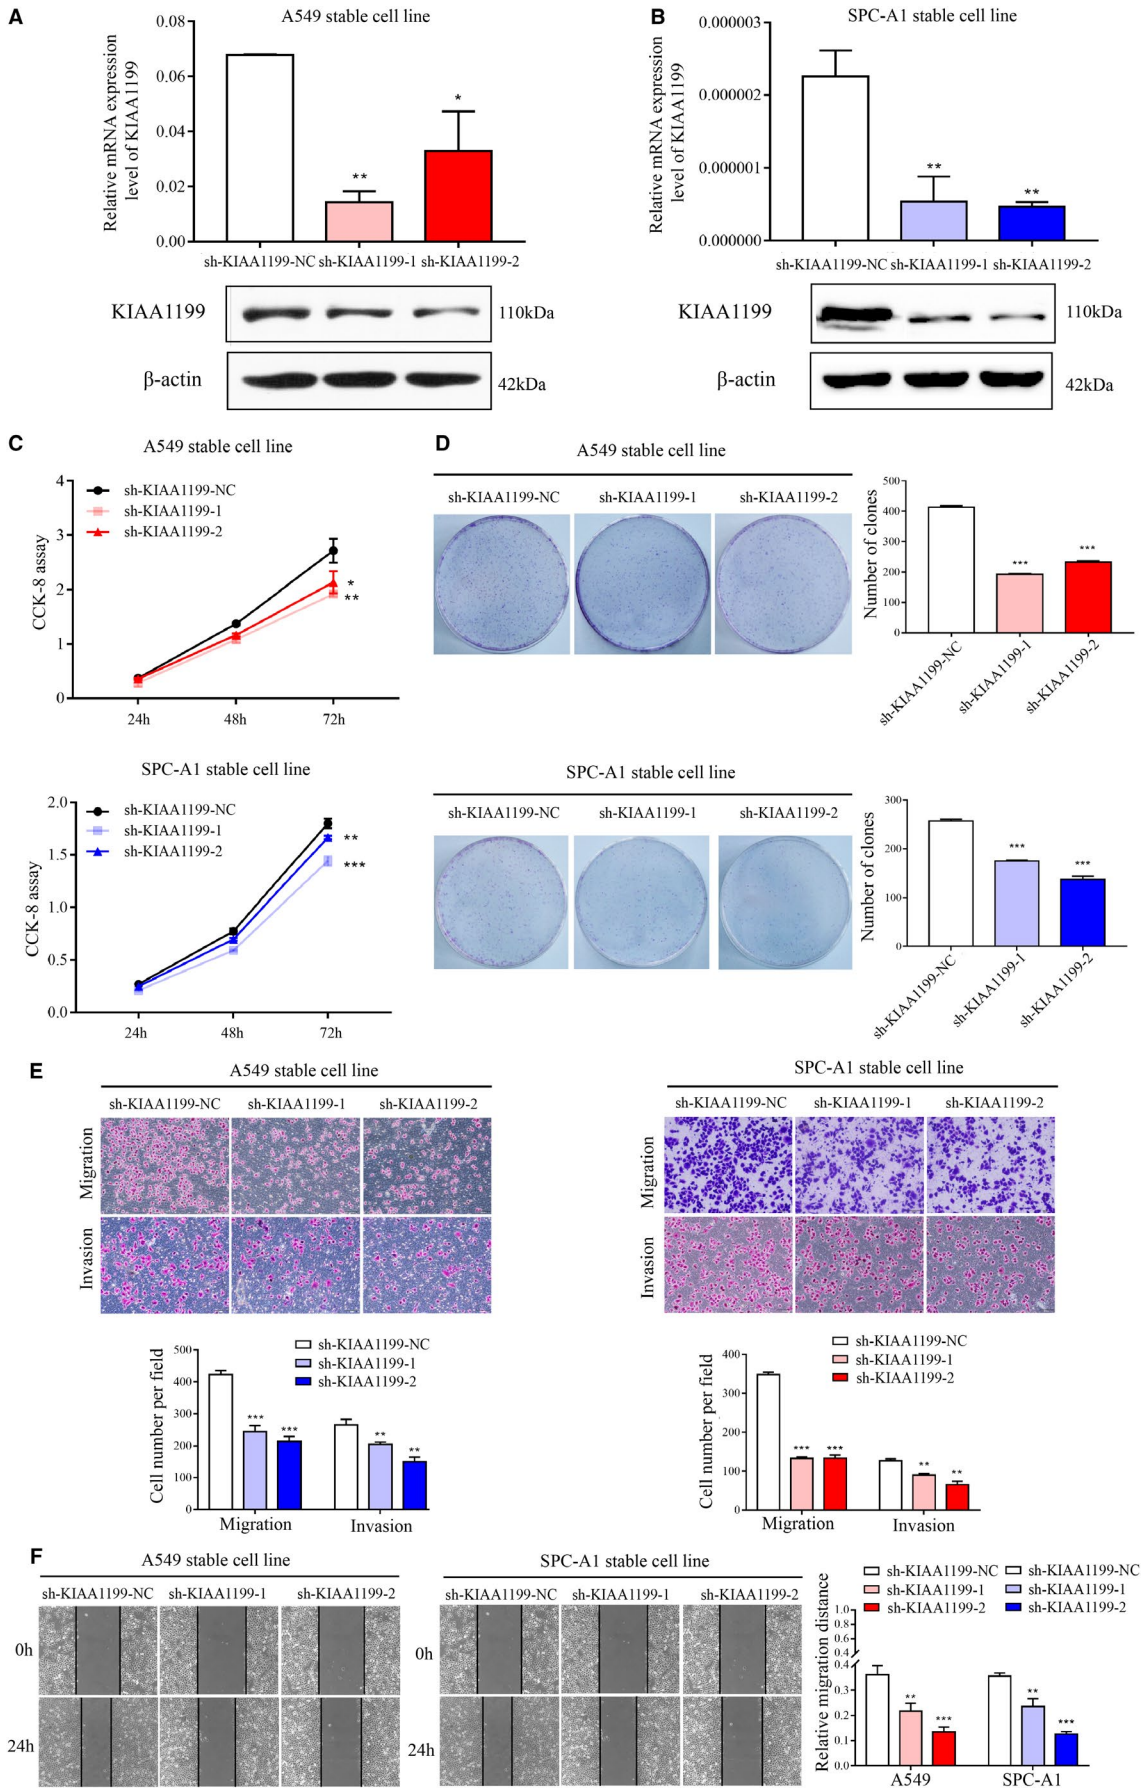 A
A549 stable cell line
Relative mRNA expression
level of KIAA1199
0.08
0.06
0.04
0.02
0.00
**
*
sh-KIAA1199-NC sh-KIAA1199-1 sh-KIAA1199-2
KIAA1199
110kDa
β-actin
42kDa
B
SPC-A1 stable cell line
Relative mRNA expression
level of KIAA1199
0.000003
0.000002
0.000001
0.000000
**
**
sh-KIAA1199-NC sh-KIAA1199-1 sh-KIAA1199-2
KIAA1199
110kDa
β-actin
42kDa
C
A549 stable cell line
sh-KIAA1199-NC
sh-KIAA1199-1
sh-KIAA1199-2
CCK-8 assay
4
3
2
1
0
*
**
24h 48h 72h
SPC-A1 stable cell line
sh-KIAA1199-NC
sh-KIAA1199-1
sh-KIAA1199-2
CCK-8 assay
2.0
1.5
1.0
0.5
0.0
**
***
24h 48h 72h
D
A549 stable cell line
sh-KIAA1199-NC sh-KIAA1199-1 sh-KIAA1199-2
Number of clones
500
400
300
200
100
0
*** ***
sh-KIAA1199-NC
sh-KIAA1199-1
sh-KIAA1199-2
SPC-A1 stable cell line
sh-KIAA1199-NC sh-KIAA1199-1 sh-KIAA1199-2
Number of clones
300
200
100
0
*** ***
sh-KIAA1199-NC
sh-KIAA1199-1
sh-KIAA1199-2
E
A549 stable cell line
sh-KIAA1199-NC sh-KIAA1199-1 sh-KIAA1199-2
Migration
Invasion
sh-KIAA1199-NC
sh-KIAA1199-1
sh-KIAA1199-2
Cell number per field
500
400
300
200
100
0
*** *** ** **
Migration Invasion
SPC-A1 stable cell line
sh-KIAA1199-NC sh-KIAA1199-1 sh-KIAA1199-2
Migration
Invasion
sh-KIAA1199-NC
sh-KIAA1199-1
sh-KIAA1199-2
Cell number per field
400
300
200
100
0
*** *** ** **
Migration Invasion
F
A549 stable cell line
sh-KIAA1199-NC sh-KIAA1199-1 sh-KIAA1199-2
0h
24h
SPC-A1 stable cell line
sh-KIAA1199-NC sh-KIAA1199-1 sh-KIAA1199-2
0h
24h
sh-KIAA1199-NC sh-KIAA1199-NC
sh-KIAA1199-1 sh-KIAA1199-1
sh-KIAA1199-2 sh-KIAA1199-2
Relative migration distance
1.0
0.8
0.6
0.4
0.4
0.3
0.2
0.1
0.0
** *** ** ***
A549 SPC-A1